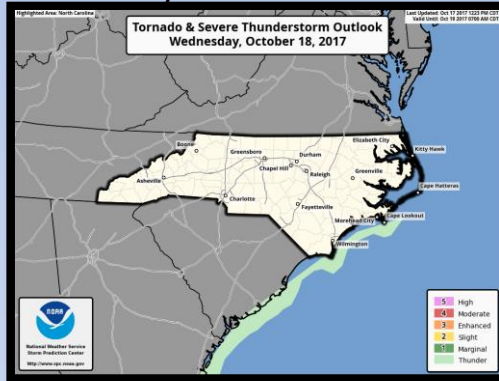 Highlighted Area: North Carolina
Last Updated: Oct 17 2017 1223 PM CDT
Valid Until: Oct 19 2017 0700 AM CDT
Tornado & Severe Thunderstorm Outlook
Wednesday, October 18, 2017
Elizabeth City
Boone
Kitty Hawk
Greensboro
Durham
Chapel Hill
Raleigh
Greenville
Asheville
Cape Hatteras
Charlotte
Fayetteville
Morehead City
Cape Lookout
Wilmington
NOAA
National Weather Service
Storm Prediction Center
http://www.spc.noaa.gov
5 High
4 Moderate
3 Enhanced
2 Slight
1 Marginal
Thunder